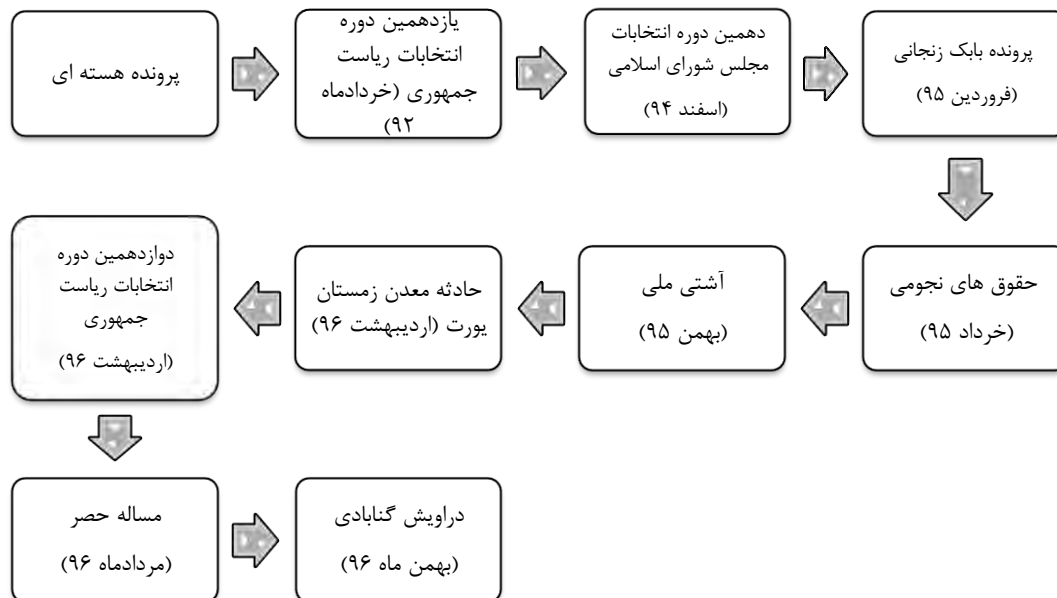 پرونده هسته ای
یازدهمین دوره
انتخابات ریاست
جمهوری (خردادماه
۹۲)
دهمین دوره انتخابات
مجلس شورای اسلامی
(اسفند ۹۴)
پرونده بابک زنجانی
(فروردین ۹۵)
حقوق های نجومی
(خرداد ۹۵)
آشتی ملی
(بهمن ۹۵)
حادثه معدن زمستان
یورت (اردیبهشت ۹۶)
دوازدهمین دوره
انتخابات ریاست
جمهوری
(اردیبهشت ۹۶)
مساله حصر
(مردادماه ۹۶)
دراویش گنابادی
(بهمن ماه ۹۶)